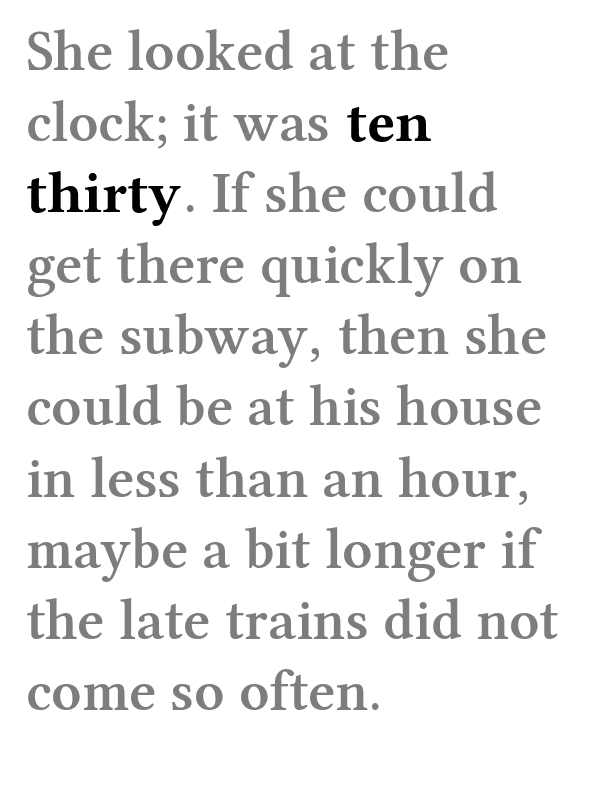 She looked at the
clock; it was ten
thirty. If she could
get there quickly on
the subway, then she
could be at his house
in less than an hour,
maybe a bit longer if
the late trains did not
come so often.